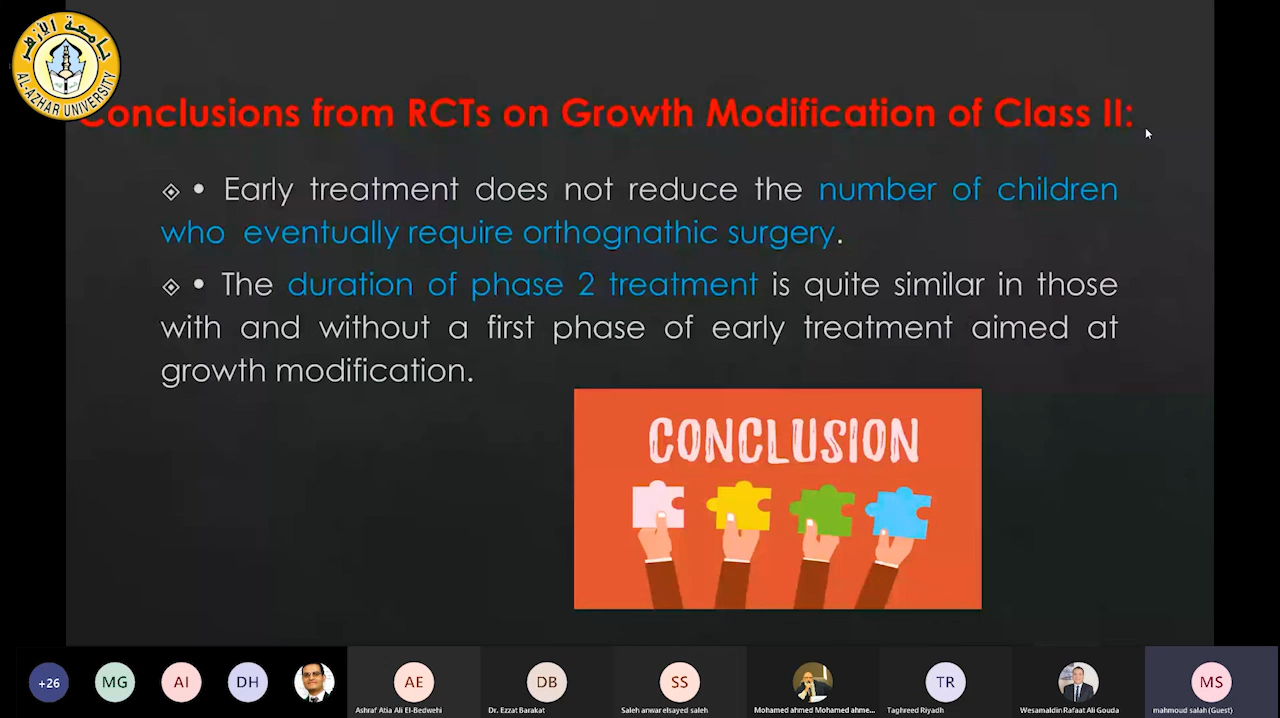 جامعة الأزهر
AL-AZHAR UNIVERSITY
onclusions from RCTs on Growth Modification of Class II:
• Early treatment does not reduce the number of children
who eventually require orthognathic surgery.
• The duration of phase 2 treatment is quite similar in those
with and without a first phase of early treatment aimed at
growth modification.
CONCLUSION
+26
MG
AI
DH
AE
DB
SS
TR
MS
Ashraf Atia Ali El-Bedwehi
Dr. Ezzat Barakat
Saleh anwar elsayed saleh
Mohamed ahmed Mohamed ahme...
Taghreed Riyadh
Wesamaldin Rafaat Ali Gouda
mahmoud salah (Guest)